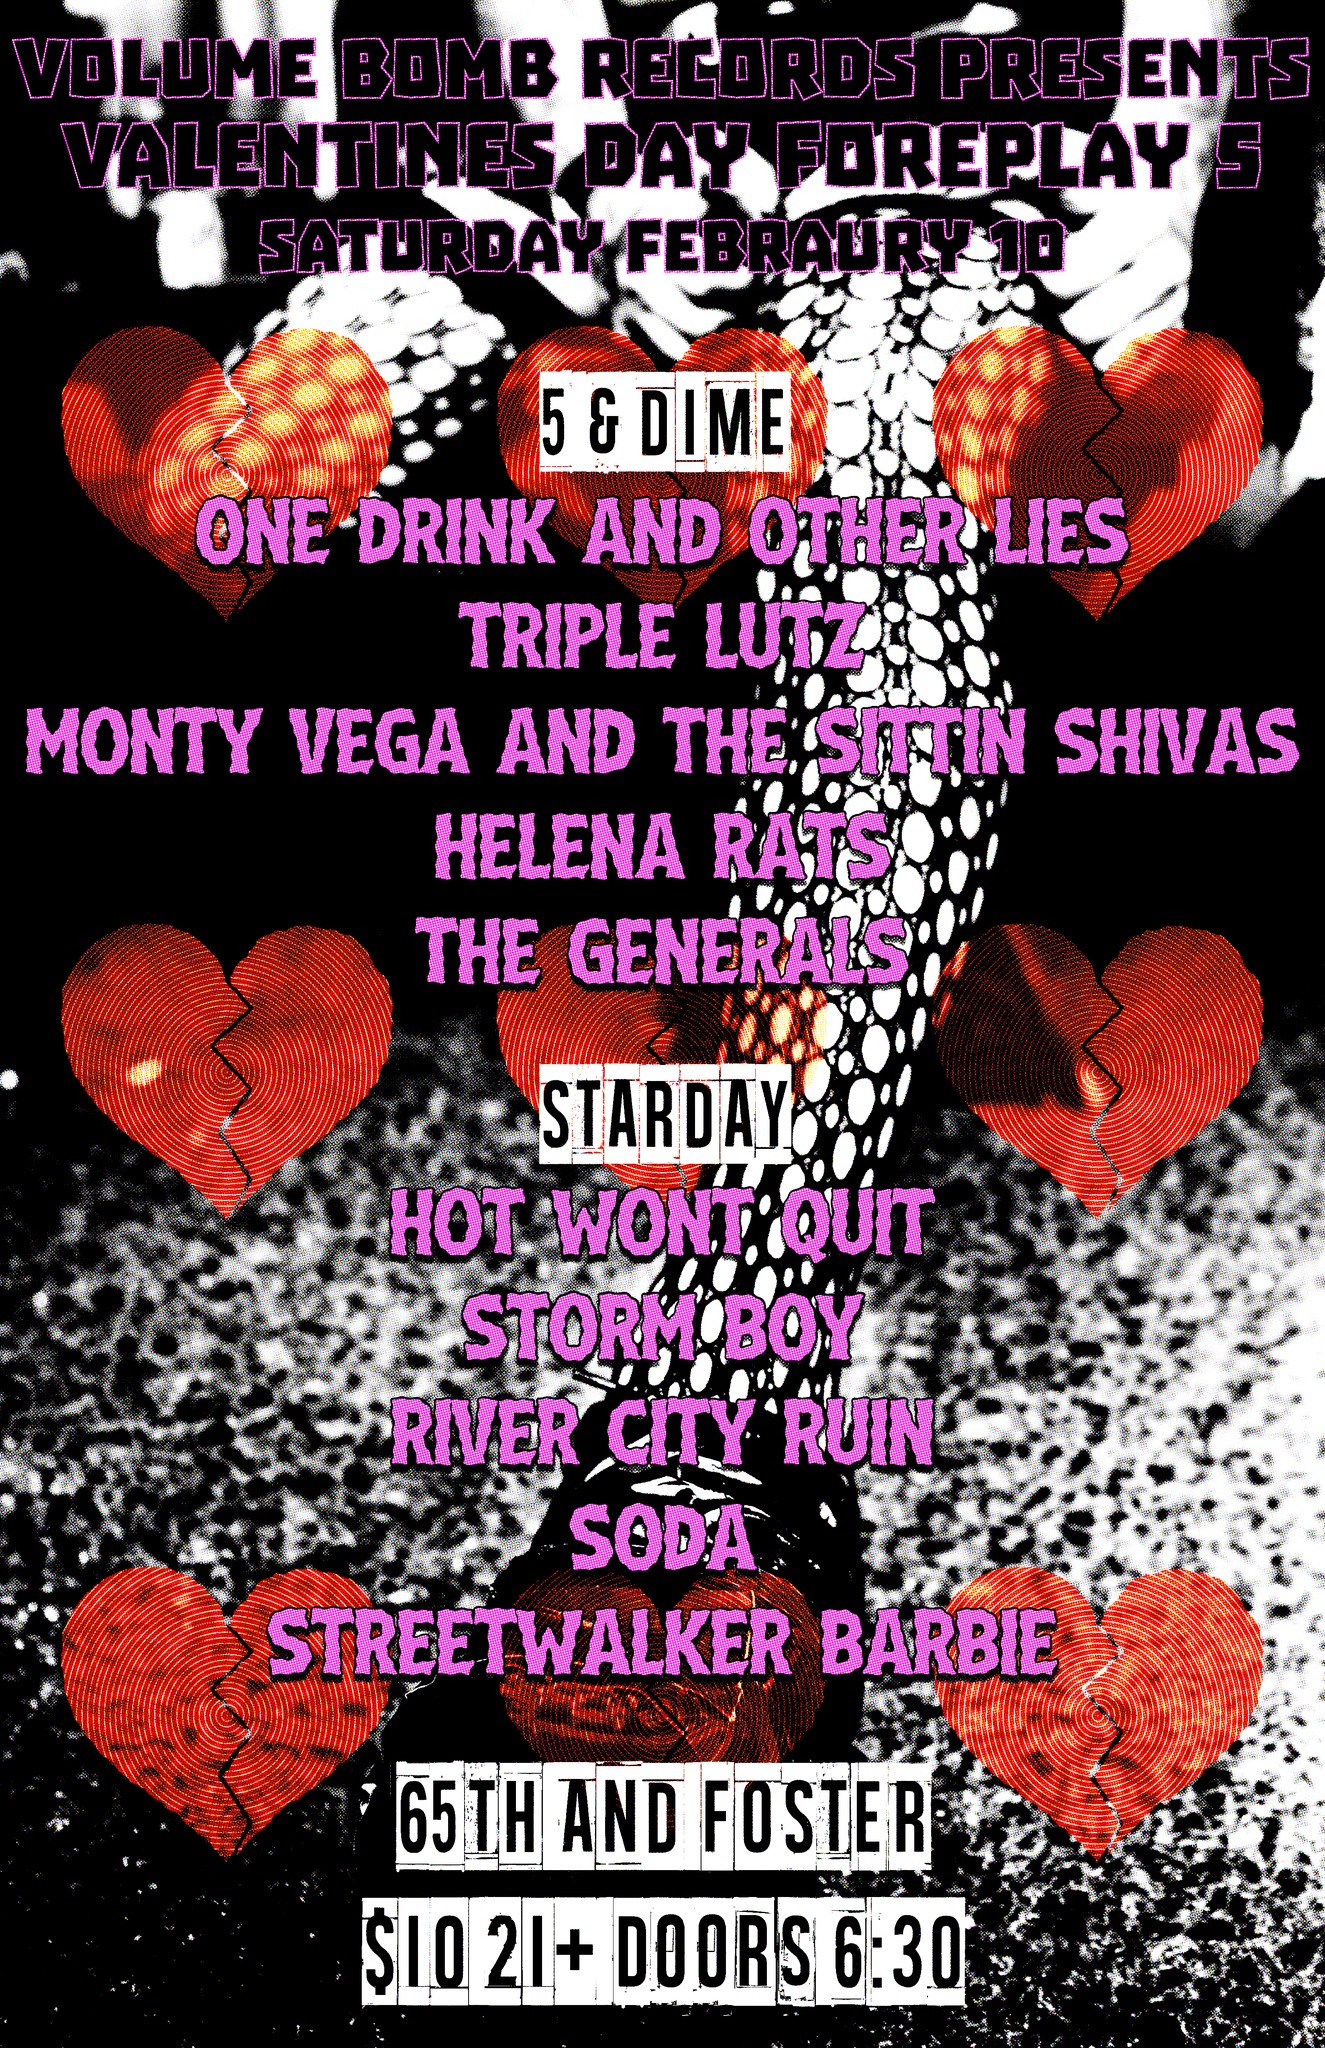 VOLUME BOMB RECORDS PRESENTS
VALENTINES DAY FOREPLAY 5
SATURDAY FEBRAURY 10
5 & DIME
ONE DRINK AND OTHER LIES
TRIPLE LUTZ
MONTY VEGA AND THE SITTIN SHIVAS
HELENA RATS
THE GENERALS
STARDAY
HOT WONT QUIT
STORM BOY
RIVER CITY RUIN
SODA
STREETWALKER BARBIE
65TH AND FOSTER
$10 21+ DOORS 6:30